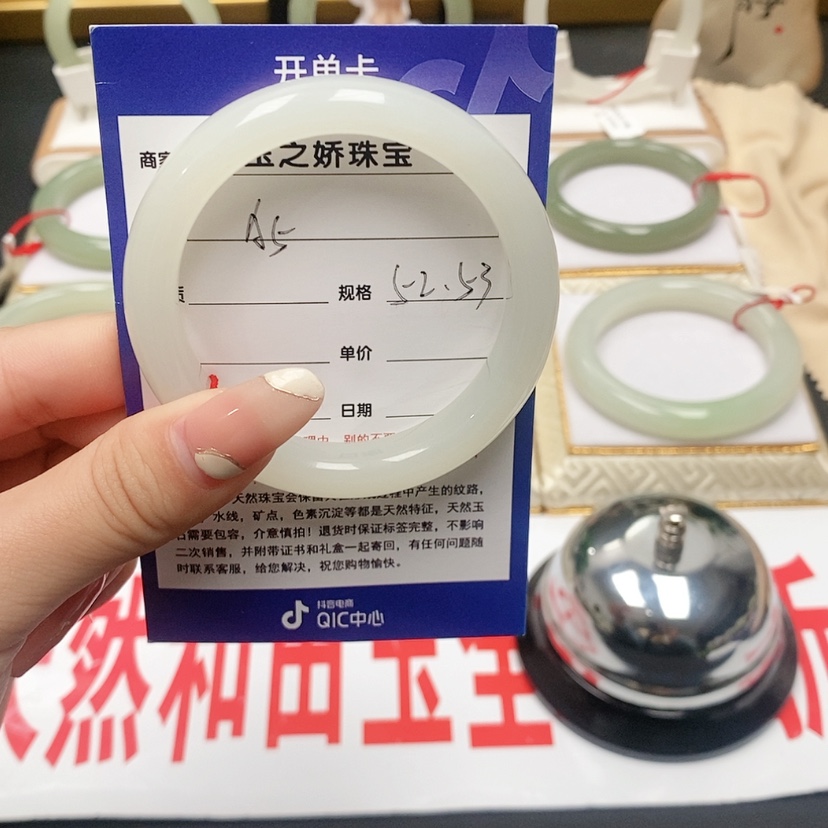 开单卡
商家 玉之娇珠宝
A5
规格 52.53
单价
日期
天然珠宝会保留
中产生的纹路,
水线,矿点,色素沉淀等都是天然特征,天然玉
石需要包容,介意慎拍!退货时保证标签完整,不影响
二次销售,并附带证书和礼盒一起寄回,有任何问题随
时联系客服,给您解决,祝您购物愉快。
抖音电商
QIC中心
天然和田玉